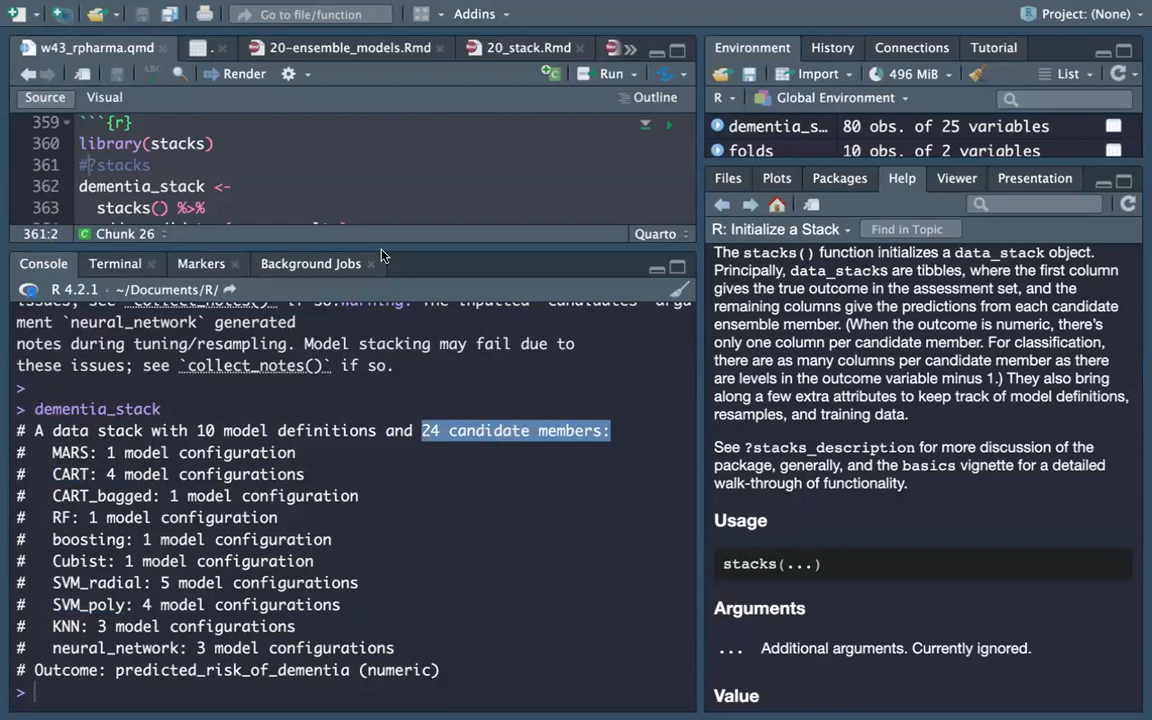 Go to file/function
Addins
Project: (None)
w43_rpharma.qmd
20-ensemble_models.Rmd
20_stack.Rmd
Render
Run
Source
Visual
Outline
359
```{r}
360
library(stacks)
361
#?stacks
362
dementia_stack <-
363
stacks() %>%
361:2
Chunk 26
Quarto
Console
Terminal
Markers
Background Jobs
R 4.2.1 · ~/Documents/R/
ment `neural_network` generated
notes during tuning/resampling. Model stacking may fail due to
these issues; see `collect_notes()` if so.
>
> dementia_stack
# A data stack with 10 model definitions and 24 candidate members:
#   MARS: 1 model configuration
#   CART: 4 model configurations
#   CART_bagged: 1 model configuration
#   RF: 1 model configuration
#   boosting: 1 model configuration
#   Cubist: 1 model configuration
#   SVM_radial: 5 model configurations
#   SVM_poly: 4 model configurations
#   KNN: 3 model configurations
#   neural_network: 3 model configurations
# Outcome: predicted_risk_of_dementia (numeric)
>
Environment
History
Connections
Tutorial
Import
496 MiB
List
R
Global Environment
dementia_s… 80 obs. of 25 variables
folds 10 obs. of 2 variables
Files
Plots
Packages
Help
Viewer
Presentation
R: Initialize a Stack
Find in Topic
The stacks() function initializes a data_stack object.
Principally, data_stacks are tibbles, where the first column
gives the true outcome in the assessment set, and the
remaining columns give the predictions from each candidate
ensemble member. (When the outcome is numeric, there's
only one column per candidate member. For classification,
there are as many columns per candidate member as there
are levels in the outcome variable minus 1.) They also bring
along a few extra attributes to keep track of model definitions,
resamples, and training data.
See ?stacks_description for more discussion of the
package, generally, and the basics vignette for a detailed
walk-through of functionality.
Usage
stacks(...)
Arguments
... Additional arguments. Currently ignored.
Value